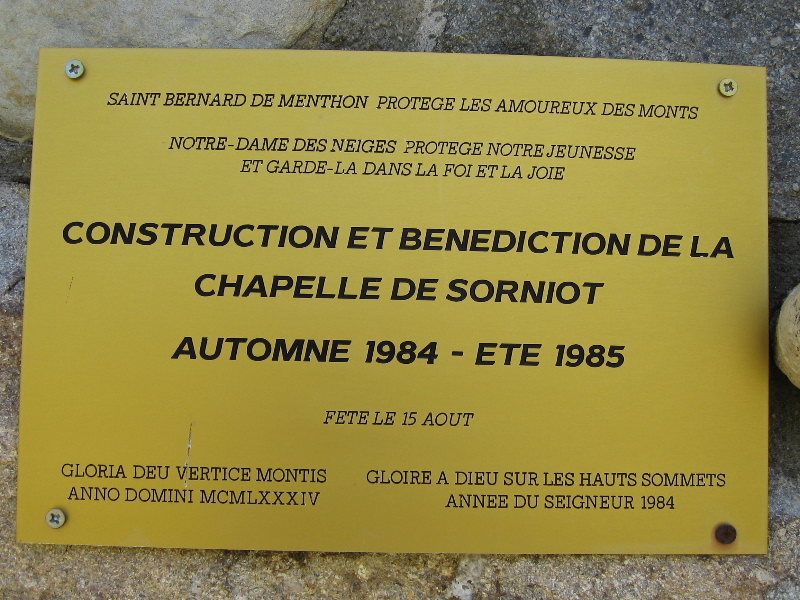 SAINT BERNARD DE MENTHON PROTEGE LES AMOUREUX DES MONTS
NOTRE-DAME DES NEIGES PROTEGE NOTRE JEUNESSE
ET GARDE-LA DANS LA FOI ET LA JOIE
CONSTRUCTION ET BENEDICTION DE LA
CHAPELLE DE SORNIOT
AUTOMNE 1984 - ETE 1985
FETE LE 15 AOUT
GLORIA DEU VERTICE MONTIS
ANNO DOMINI MCMLXXXIV
GLOIRE A DIEU SUR LES HAUTS SOMMETS
ANNEE DU SEIGNEUR 1984